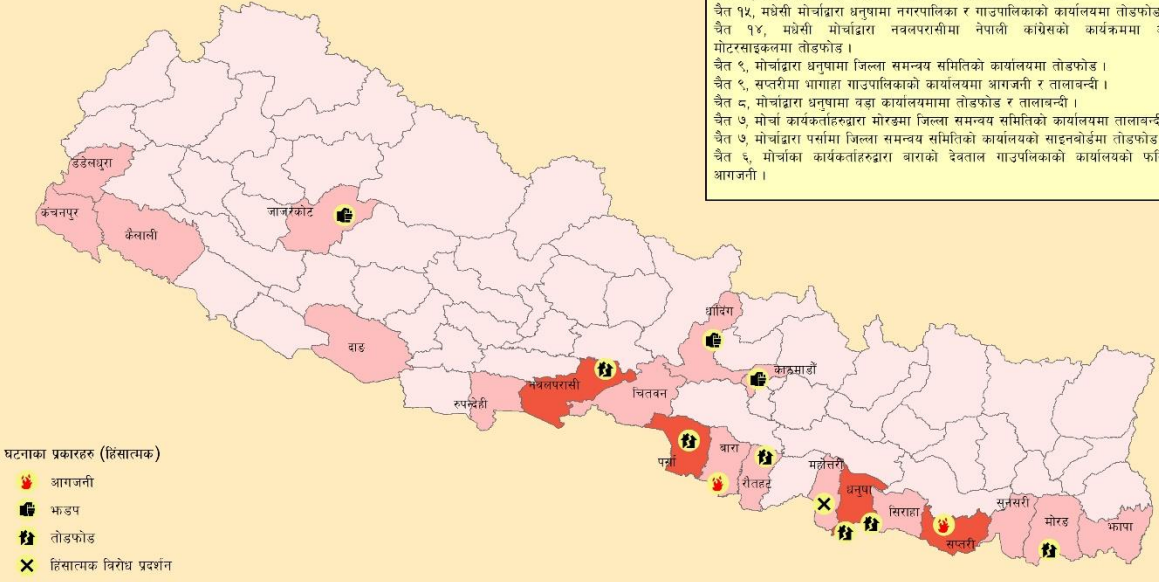 चैत १५, मधेसी मोर्चाद्वारा धनुषामा नगरपालिका र गाउपालिकाको कार्यालयमा तोडफोड
चैत १४, मधेसी मोर्चाद्वारा नवलपरासीमा नेपाली कांग्रेसको कार्यक्रममा
मोटरसाइकलमा तोडफोड ।
चैत ९, मोर्चाद्वारा धनुषामा जिल्ला समन्वय समितिको कार्यालयमा तोडफोड ।
चैत ९, सप्तरीमा भागाहा गाउपालिकाको कार्यालयमा आगजनी र तालाबन्दी ।
चैत ८, मोर्चाद्वारा धनुषामा वडा कार्यालयमामा तोडफोड र तालाबन्दी ।
चैत ७, मोर्चा कार्यकर्ताहरुद्वारा मोरङमा जिल्ला समन्वय समितिको कार्यालयमा तालाबन्दी
चैत ७, मोर्चाद्वारा पर्सामा जिल्ला समन्वय समितिको कार्यालयको साइनबोर्डमा तोडफोड
चैत ६, मोर्चाका कार्यकर्ताहरुद्वारा बाराको देवताल गाउपलिकाको कार्यालयको
आगजनी ।
डडेलधुरा
कंचनपुर
कैलाली
जाजरकोट
दाङ
रुपन्देही
नवलपरासी
चितवन
धादिंग
काठमाडौं
पर्सा
बारा
रौतहट
महोत्तरी
धनुषा
सिराहा
सप्तरी
सुनसरी
मोरङ
झापा
घटनाका प्रकारहरु (हिंसात्मक)
आगजनी
झडप
तोडफोड
हिंसात्मक विरोध प्रदर्शन